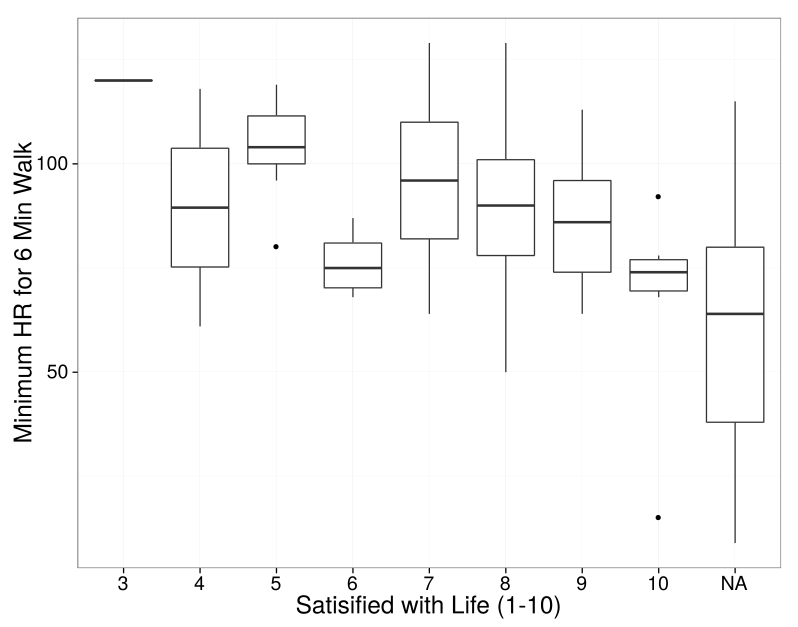 Minimum HR for 6 Min Walk
100
50
3 4 5 6 7 8 9 10 NA
Satisified with Life (1-10)